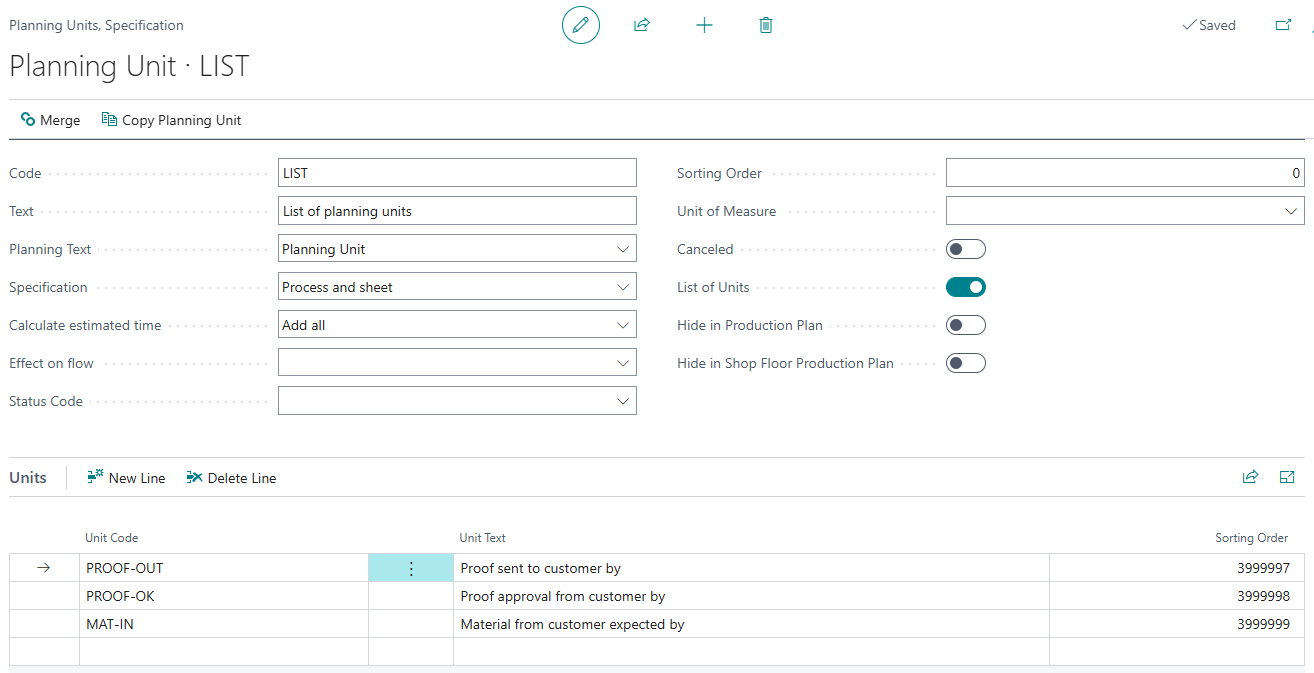 Planning Units, Specification
Saved
Planning Unit · LIST
Merge Copy Planning Unit
Code LIST
Text List of planning units
Planning Text Planning Unit
Specification Process and sheet
Calculate estimated time Add all
Effect on flow
Status Code
Sorting Order 0
Unit of Measure
Canceled
List of Units
Hide in Production Plan
Hide in Shop Floor Production Plan
Units New Line Delete Line
Unit Code Unit Text Sorting Order
PROOF-OUT Proof sent to customer by 3999997
PROOF-OK Proof approval from customer by 3999998
MAT-IN Material from customer expected by 3999999